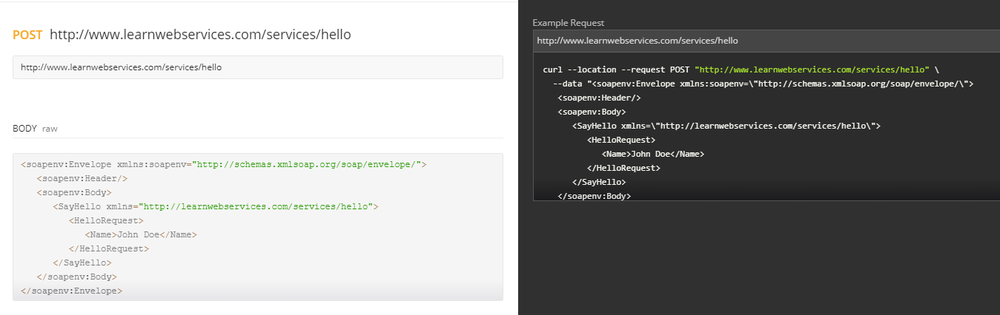 POST http://www.learnwebservices.com/services/hello
http://www.learnwebservices.com/services/hello
BODY raw
<soapenv:Envelope xmlns:soapenv="http://schemas.xmlsoap.org/soap/envelope/">
<soapenv:Header/>
<soapenv:Body>
<SayHello xmlns="http://learnwebservices.com/services/hello">
<HelloRequest>
<Name>John Doe</Name>
</HelloRequest>
</SayHello>
</soapenv:Body>
</soapenv:Envelope>
Example Request
http://www.learnwebservices.com/services/hello
curl --location --request POST "http://www.learnwebservices.com/services/hello" \
--data "<soapenv:Envelope xmlns:soapenv=\"http://schemas.xmlsoap.org/soap/envelope/\">
<soapenv:Header/>
<soapenv:Body>
<SayHello xmlns=\"http://learnwebservices.com/services/hello\">
<HelloRequest>
<Name>John Doe</Name>
</HelloRequest>
</SayHello>
</soapenv:Body>